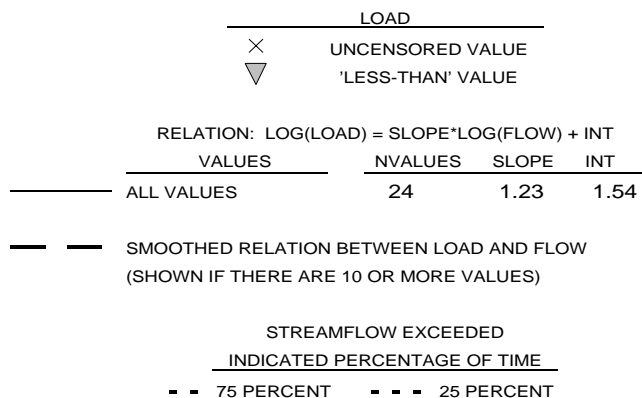 LOAD
UNCENSORED VALUE
'LESS-THAN' VALUE
RELATION: LOG(LOAD) = SLOPE*LOG(FLOW) + INT
VALUES NVALUES SLOPE INT
ALL VALUES 24 1.23 1.54
SMOOTHED RELATION BETWEEN LOAD AND FLOW
(SHOWN IF THERE ARE 10 OR MORE VALUES)
STREAMFLOW EXCEEDED
INDICATED PERCENTAGE OF TIME
75 PERCENT 25 PERCENT